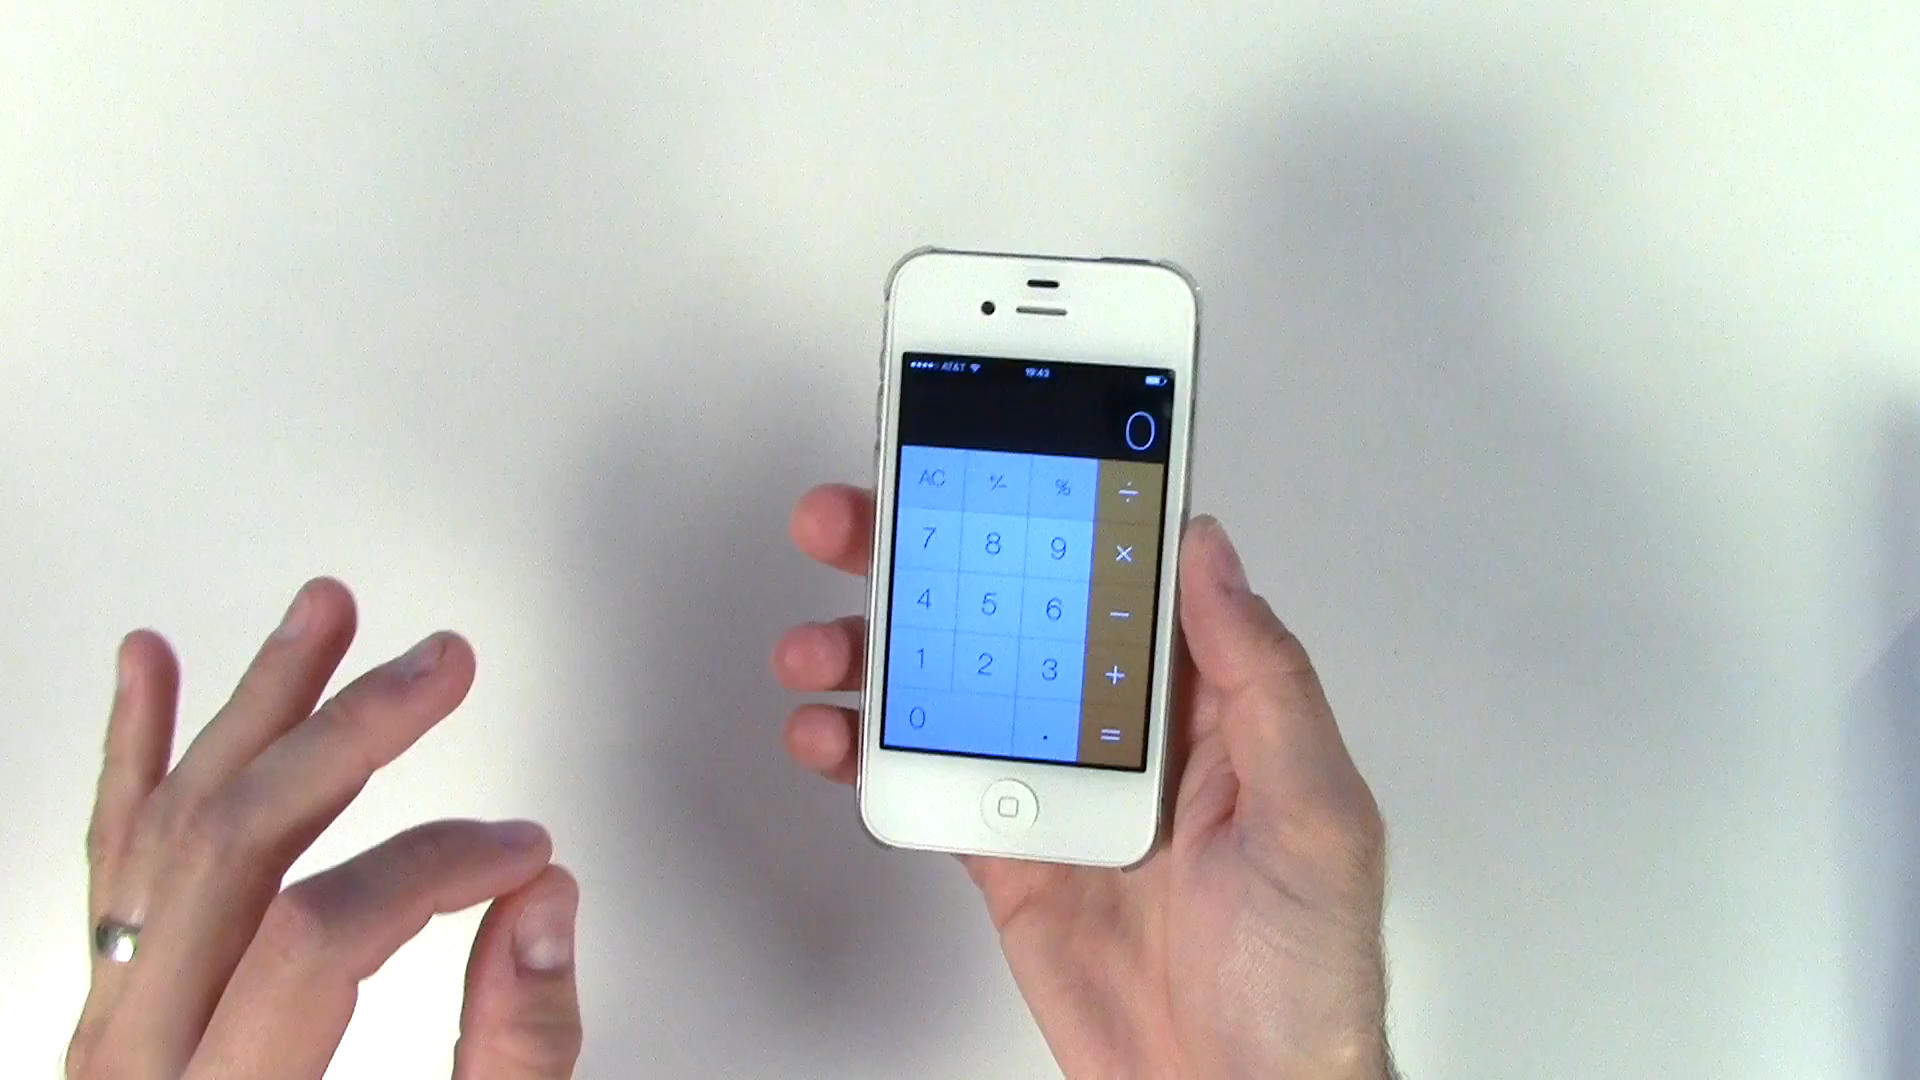 AT&T 19:43
0
AC +/- % ÷
7 8 9 ×
4 5 6 −
1 2 3 +
0 . =